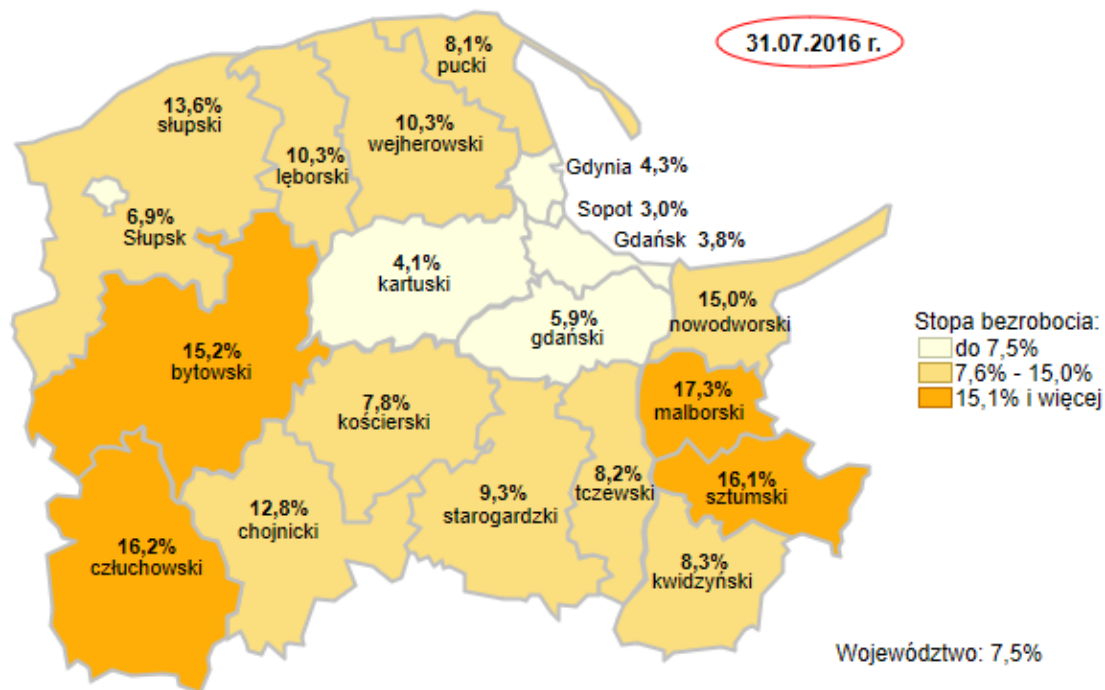 31.07.2016 r.
8,1%
pucki
13,6%
słupski
10,3%
wejherowski
10,3%
lęborski
Gdynia 4,3%
Sopot 3,0%
Gdańsk 3,8%
6,9%
Słupsk
4,1%
kartuski
5,9%
gdański
15,0%
nowodworski
15,2%
bytowski
7,8%
kościerski
17,3%
malborski
12,8%
chojnicki
9,3%
starogardzki
8,2%
tczewski
16,1%
sztumski
16,2%
człuchowski
8,3%
kwidzyński
Stopa bezrobocia:
do 7,5%
7,6% - 15,0%
15,1% i więcej
Województwo: 7,5%